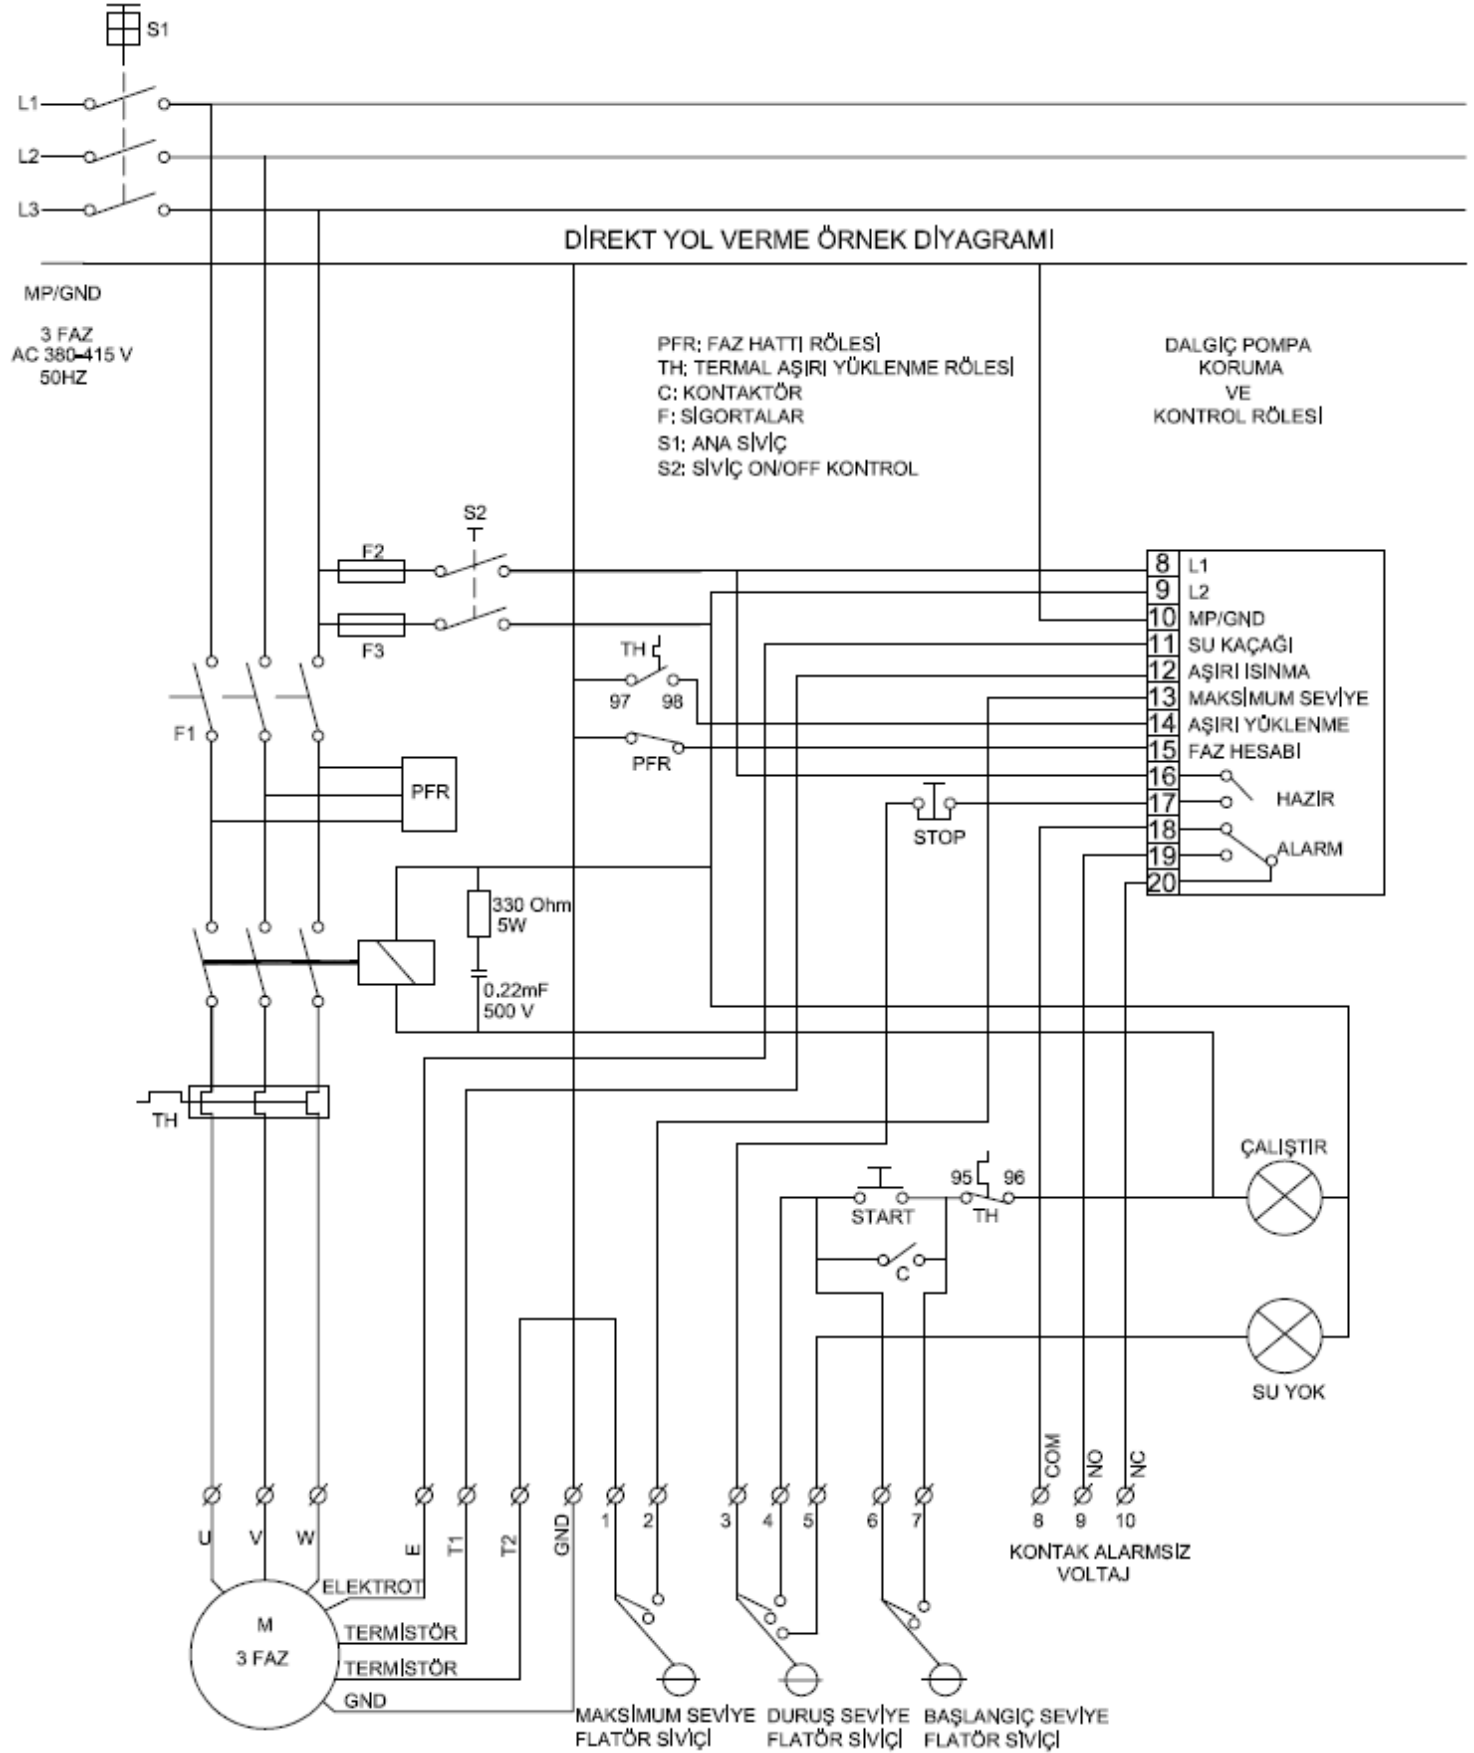 S1
L1
L2
L3
DİREKT YOL VERME ÖRNEK DİYAGRAMI
MP/GND
3 FAZ
AC 380-415 V
50HZ
PFR: FAZ HATTI RÖLESİ
TH: TERMAL AŞIRI YÜKLENME RÖLESİ
C: KONTAKTÖR
F: SİGORTALAR
S1: ANA SİVİÇ
S2: SİVİÇ ON/OFF KONTROL
DALGIÇ POMPA
KORUMA
VE
KONTROL RÖLESİ
S2
F2
F3
8 L1
9 L2
10 MP/GND
11 SU KAÇAĞI
12 AŞIRI ISINMA
13 MAKSİMUM SEVİYE
14 AŞIRI YÜKLENME
15 FAZ HESABI
16
17 HAZIR
18
19 ALARM
20
TH
97 98
PFR
F1
PFR
STOP
330 Ohm
5W
0.22mF
500 V
TH
ÇALIŞTIR
START
95 96
TH
C
SU YOK
U V W
E T1 T2 GND
1 2 3 4 5 6 7
COM NO NC
8 9 10
KONTAK ALARMSIZ
VOLTAJ
M
3 FAZ
ELEKTROT
TERMİSTÖR
TERMİSTÖR
GND
MAKSİMUM SEVİYE
FLATÖR SİVİÇİ
DURUŞ SEVİYE
FLATÖR SİVİÇİ
BAŞLANGIÇ SEVİYE
FLATÖR SİVİÇİ